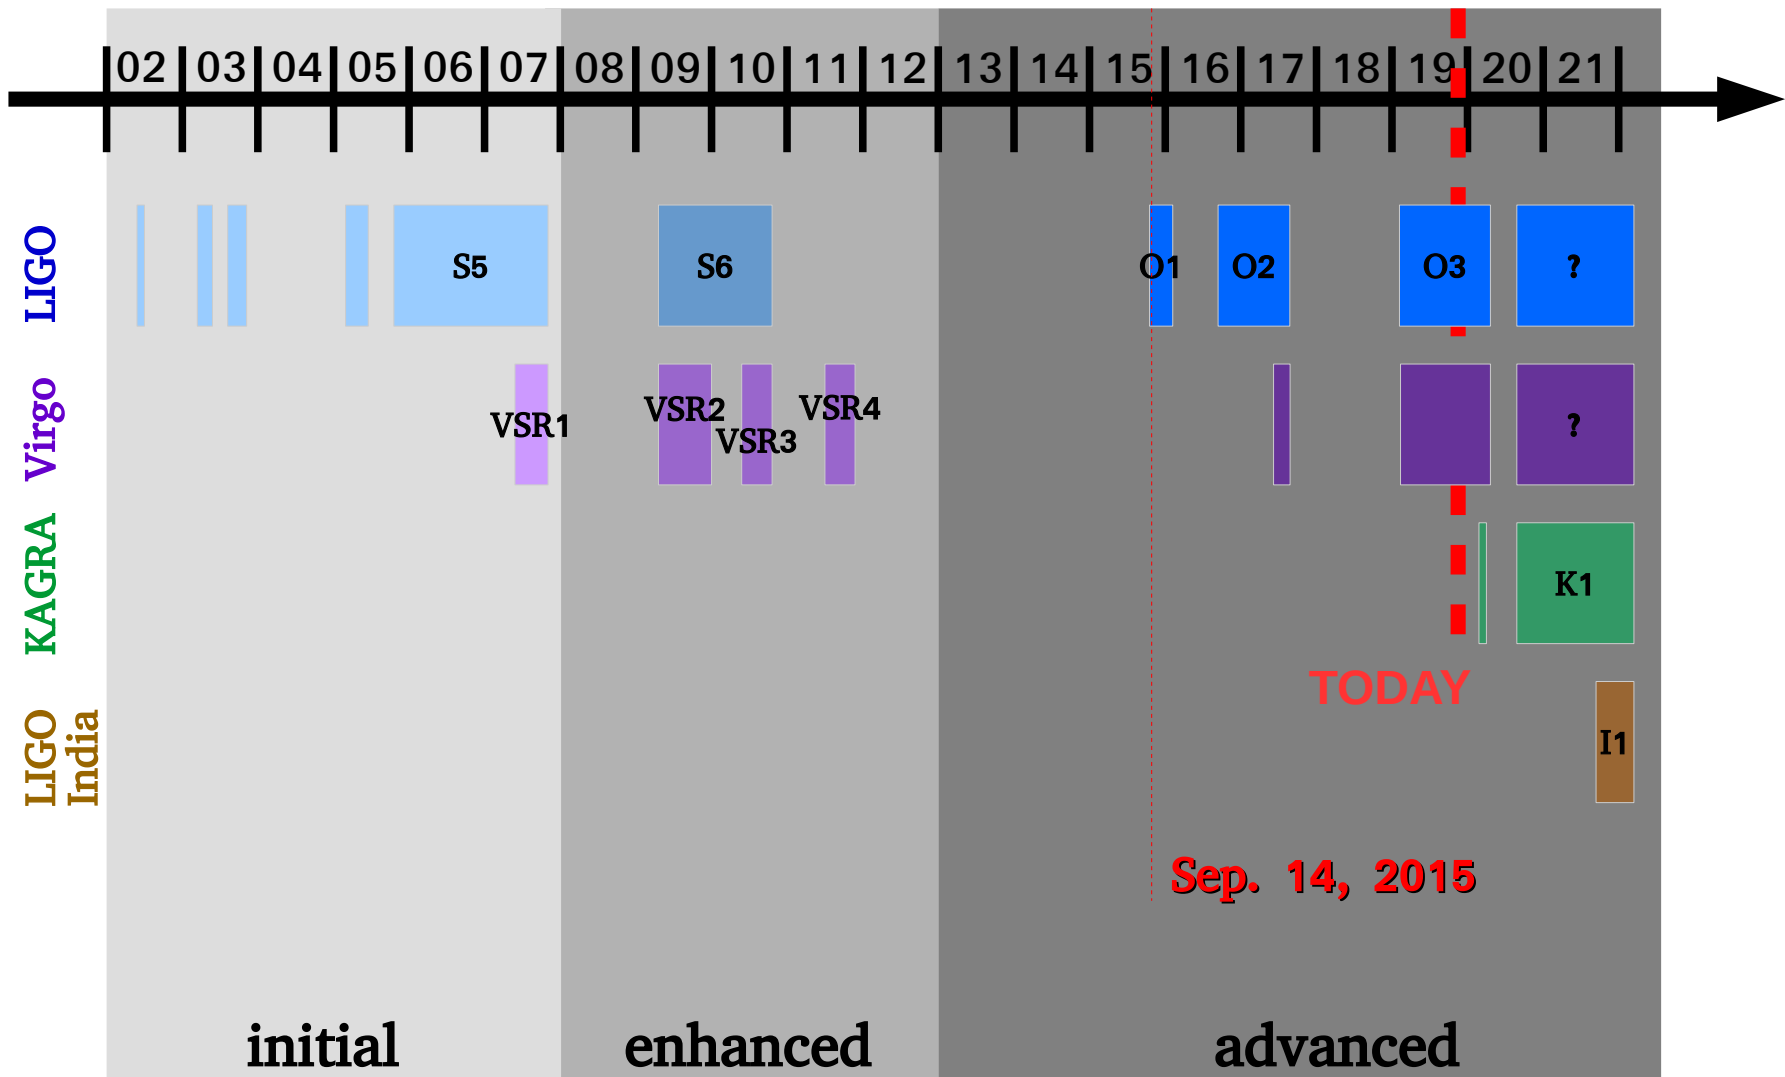 02 03 04 05 06 07 08 09 10 11 12 13 14 15 16 17 18 19 20 21
LIGO
S5 S6 O1 O2 O3 ?
Virgo
VSR1 VSR2 VSR3 VSR4 ?
KAGRA
K1
TODAY
LIGO
India
I1
Sep. 14, 2015
initial enhanced advanced